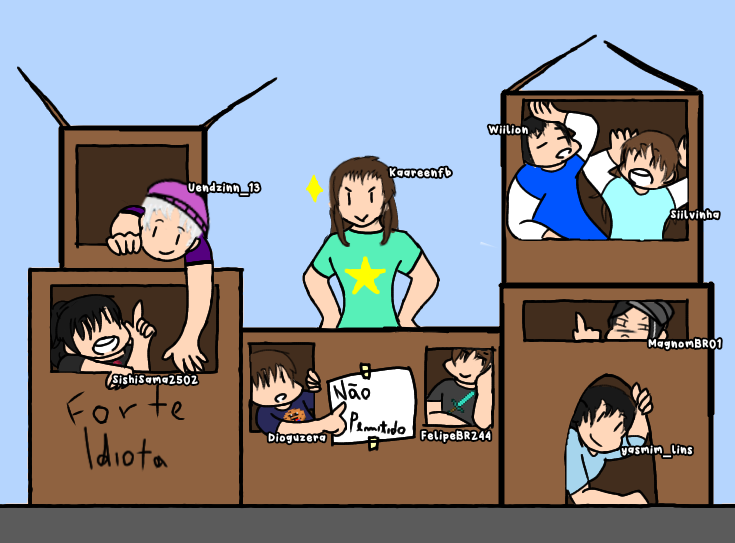 Wiilion
Kaareenfb
Uendzinn_13
Siilvinha
MagnomBR01
SishiSama2502
Forte
Idiota
Não
Permitido
Dioguzera
FelipeBR244
yasmim_lins